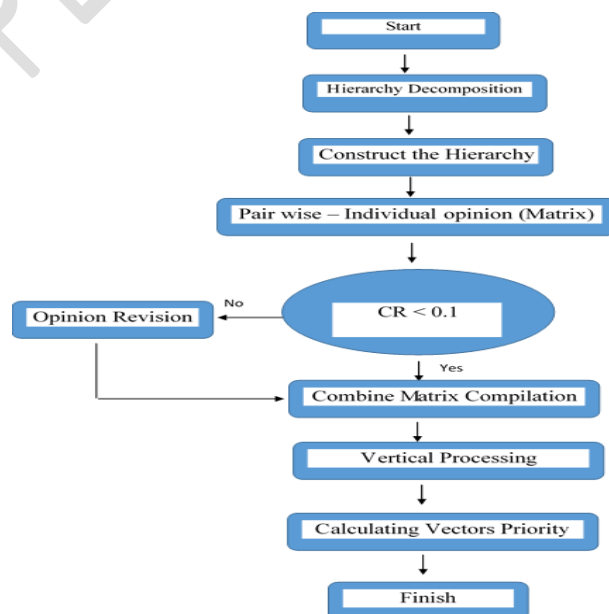 Start
Hierarchy Decomposition
Construct the Hierarchy
Pair wise – Individual opinion (Matrix)
No
Opinion Revision
CR < 0.1
Yes
Combine Matrix Compilation
Vertical Processing
Calculating Vectors Priority
Finish